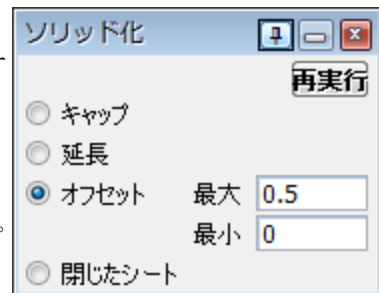 ソリッド化
再実行
キャップ
延長
オフセット 最大 0.5
最小 0
閉じたシート
。